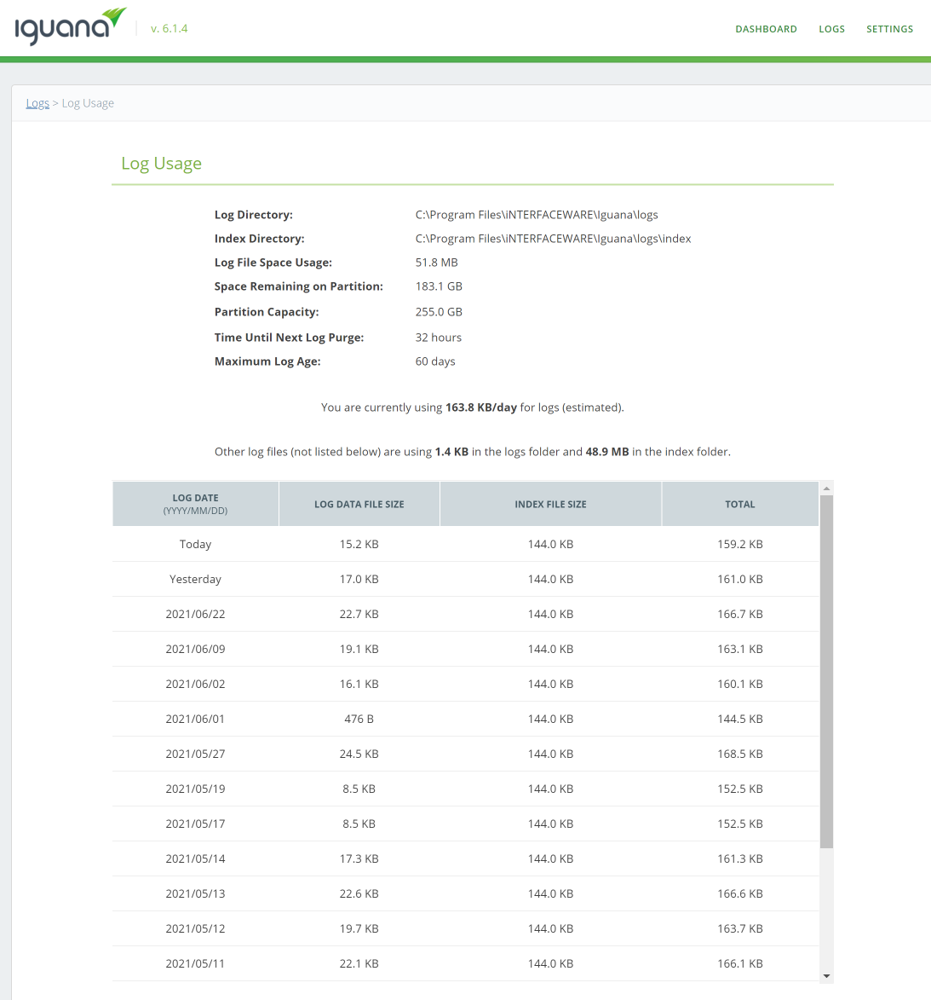 iguana v. 6.1.4 DASHBOARD LOGS SETTINGS
Logs > Log Usage
Log Usage
Log Directory: C:\Program Files\iNTERFACEWARE\Iguana\logs
Index Directory: C:\Program Files\iNTERFACEWARE\Iguana\logs\index
Log File Space Usage: 51.8 MB
Space Remaining on Partition: 183.1 GB
Partition Capacity: 255.0 GB
Time Until Next Log Purge: 32 hours
Maximum Log Age: 60 days
You are currently using 163.8 KB/day for logs (estimated).
Other log files (not listed below) are using 1.4 KB in the logs folder and 48.9 MB in the index folder.
LOG DATE (YYYY/MM/DD) LOG DATA FILE SIZE INDEX FILE SIZE TOTAL
Today 15.2 KB 144.0 KB 159.2 KB
Yesterday 17.0 KB 144.0 KB 161.0 KB
2021/06/22 22.7 KB 144.0 KB 166.7 KB
2021/06/09 19.1 KB 144.0 KB 163.1 KB
2021/06/02 16.1 KB 144.0 KB 160.1 KB
2021/06/01 476 B 144.0 KB 144.5 KB
2021/05/27 24.5 KB 144.0 KB 168.5 KB
2021/05/19 8.5 KB 144.0 KB 152.5 KB
2021/05/17 8.5 KB 144.0 KB 152.5 KB
2021/05/14 17.3 KB 144.0 KB 161.3 KB
2021/05/13 22.6 KB 144.0 KB 166.6 KB
2021/05/12 19.7 KB 144.0 KB 163.7 KB
2021/05/11 22.1 KB 144.0 KB 166.1 KB